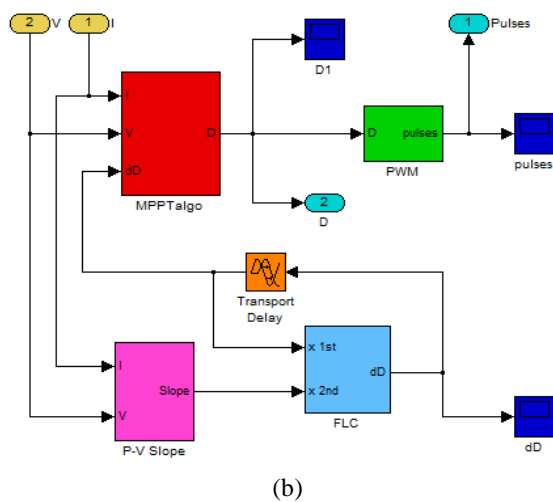 2 V
1 I
1
Pulses
I
V
dD
D
MPPTalgo
D1
D pulses
PWM
pulses
2
D
Transport
Delay
I
V
Slope
P-V Slope
x 1st
x 2nd
dD
FLC
dD
(b)